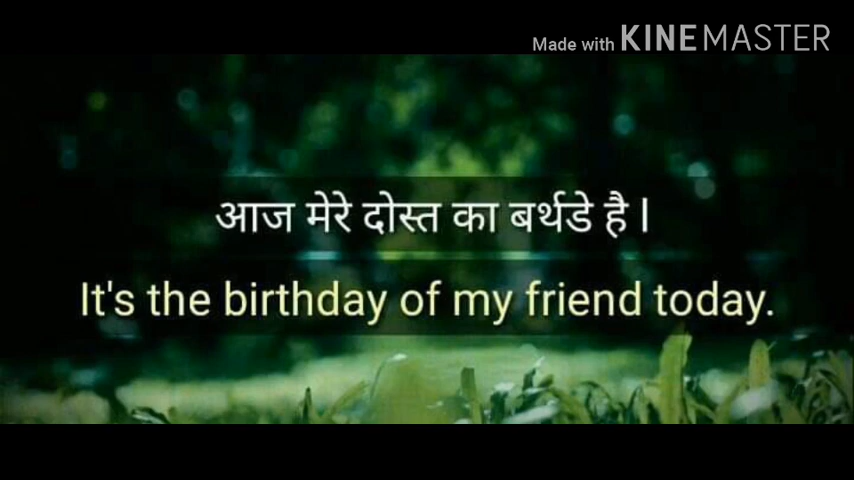 Made with KINEMASTER
आज मेरे दोस्त का बर्थडे है I
It's the birthday of my friend today.